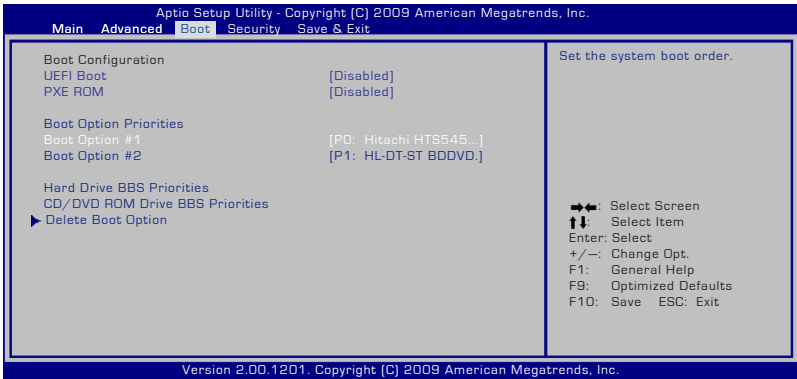 Aptio Setup Utility - Copyright (C) 2009 American Megatrends, Inc.
Main Advanced Boot Security Save & Exit
Boot Configuration
UEFI Boot [Disabled]
PXE ROM [Disabled]
Boot Option Priorities
Boot Option #1 [P0: Hitachi HTS545...]
Boot Option #2 [P1: HL-DT-ST BDDVD.]
Hard Drive BBS Priorities
CD/DVD ROM Drive BBS Priorities
Delete Boot Option
Set the system boot order.
→←: Select Screen
↑↓: Select Item
Enter: Select
+/—: Change Opt.
F1: General Help
F9: Optimized Defaults
F10: Save ESC: Exit
Version 2.00.1201. Copyright (C) 2009 American Megatrends, Inc.